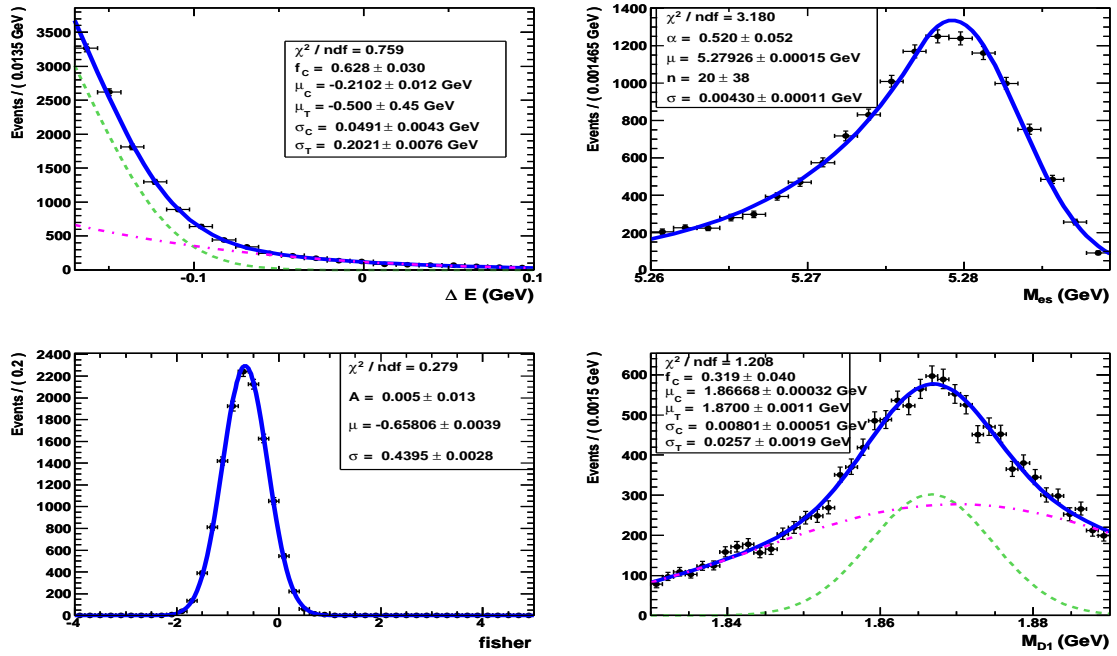 Events / ( 0.0135 GeV )
3500
3000
2500
2000
1500
1000
500
0
χ² / ndf = 0.759
f_C = 0.628 ± 0.030
μ_C = -0.2102 ± 0.012 GeV
μ_T = -0.500 ± 0.45 GeV
σ_C = 0.0491 ± 0.0043 GeV
σ_T = 0.2021 ± 0.0076 GeV
-0.1 0 0.1
Δ E (GeV)
Events / ( 0.001465 GeV )
1400
1200
1000
800
600
400
200
0
χ² / ndf = 3.180
α = 0.520 ± 0.052
μ = 5.27926 ± 0.00015 GeV
n = 20 ± 38
σ = 0.00430 ± 0.00011 GeV
5.26 5.27 5.28
M_es (GeV)
Events / ( 0.2 )
2400
2200
2000
1800
1600
1400
1200
1000
800
600
400
200
0
χ² / ndf = 0.279
A = 0.005 ± 0.013
μ = -0.65806 ± 0.0039
σ = 0.4395 ± 0.0028
-4 -2 0 2 4
fisher
Events / ( 0.0015 GeV )
600
500
400
300
200
100
0
χ² / ndf = 1.208
f_C = 0.319 ± 0.040
μ_C = 1.86668 ± 0.00032 GeV
μ_T = 1.8700 ± 0.0011 GeV
σ_C = 0.00801 ± 0.00051 GeV
σ_T = 0.0257 ± 0.0019 GeV
1.84 1.86 1.88
M_D1 (GeV)